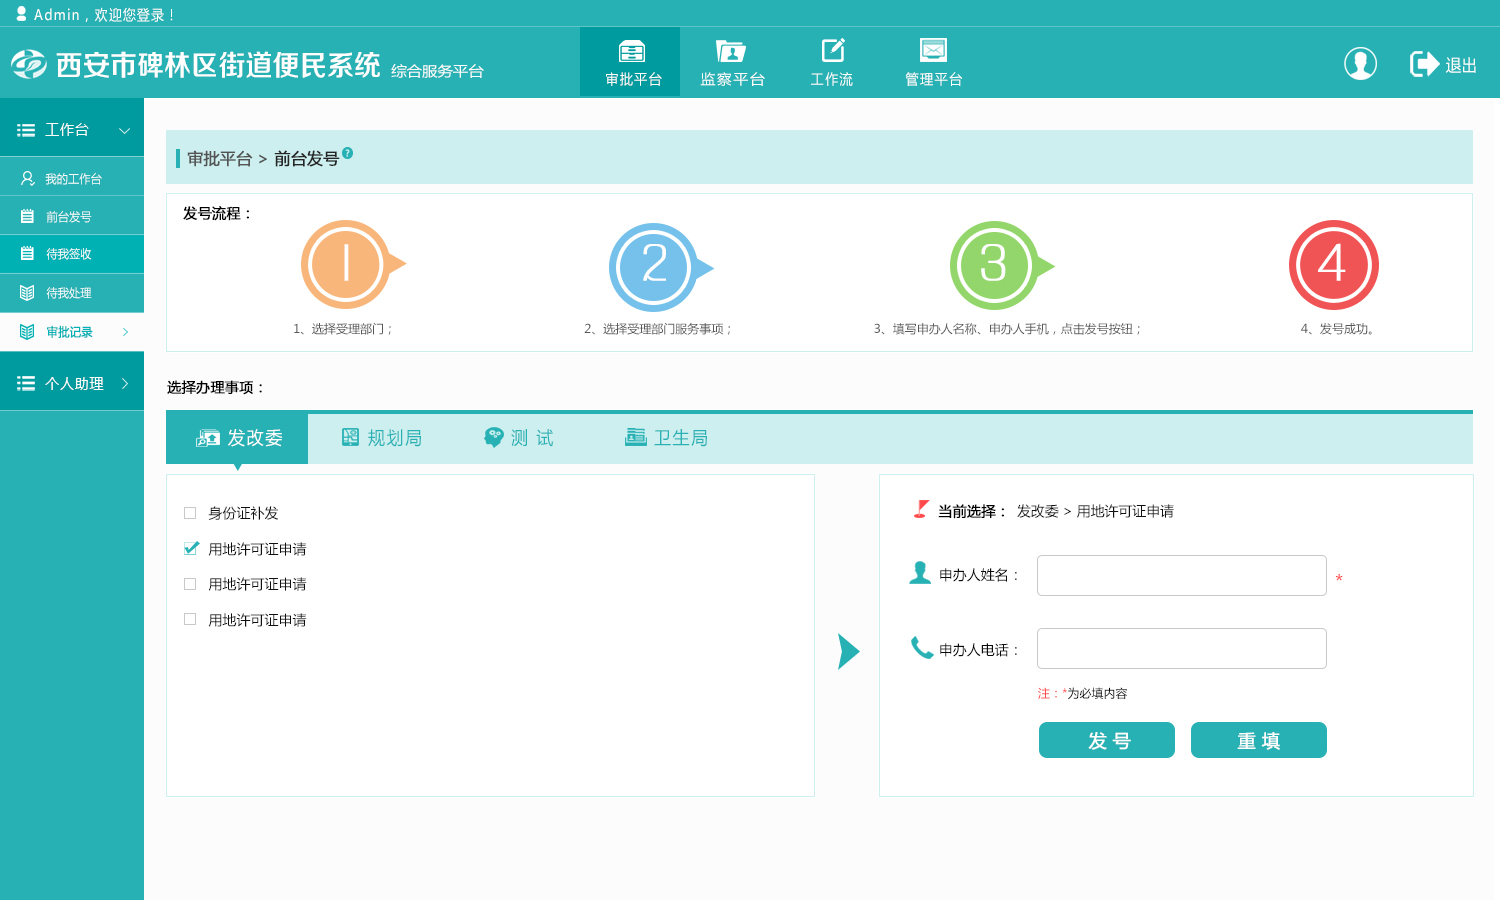 Admin，欢迎您登录！
西安市碑林区街道便民系统 综合服务平台
审批平台 监察平台 工作流 管理平台
退出
工作台
我的工作台
前台发号
待我签收
待我处理
审批记录
个人助理
审批平台 > 前台发号 ?
发号流程：
1 2 3 4
1、选择受理部门； 2、选择受理部门服务事项； 3、填写申办人名称、申办人手机，点击发号按钮； 4、发号成功。
选择办理事项：
发改委 规划局 测 试 卫生局
身份证补发
用地许可证申请
用地许可证申请
用地许可证申请
当前选择： 发改委 > 用地许可证申请
申办人姓名： *
申办人电话：
注：*为必填内容
发 号 重 填